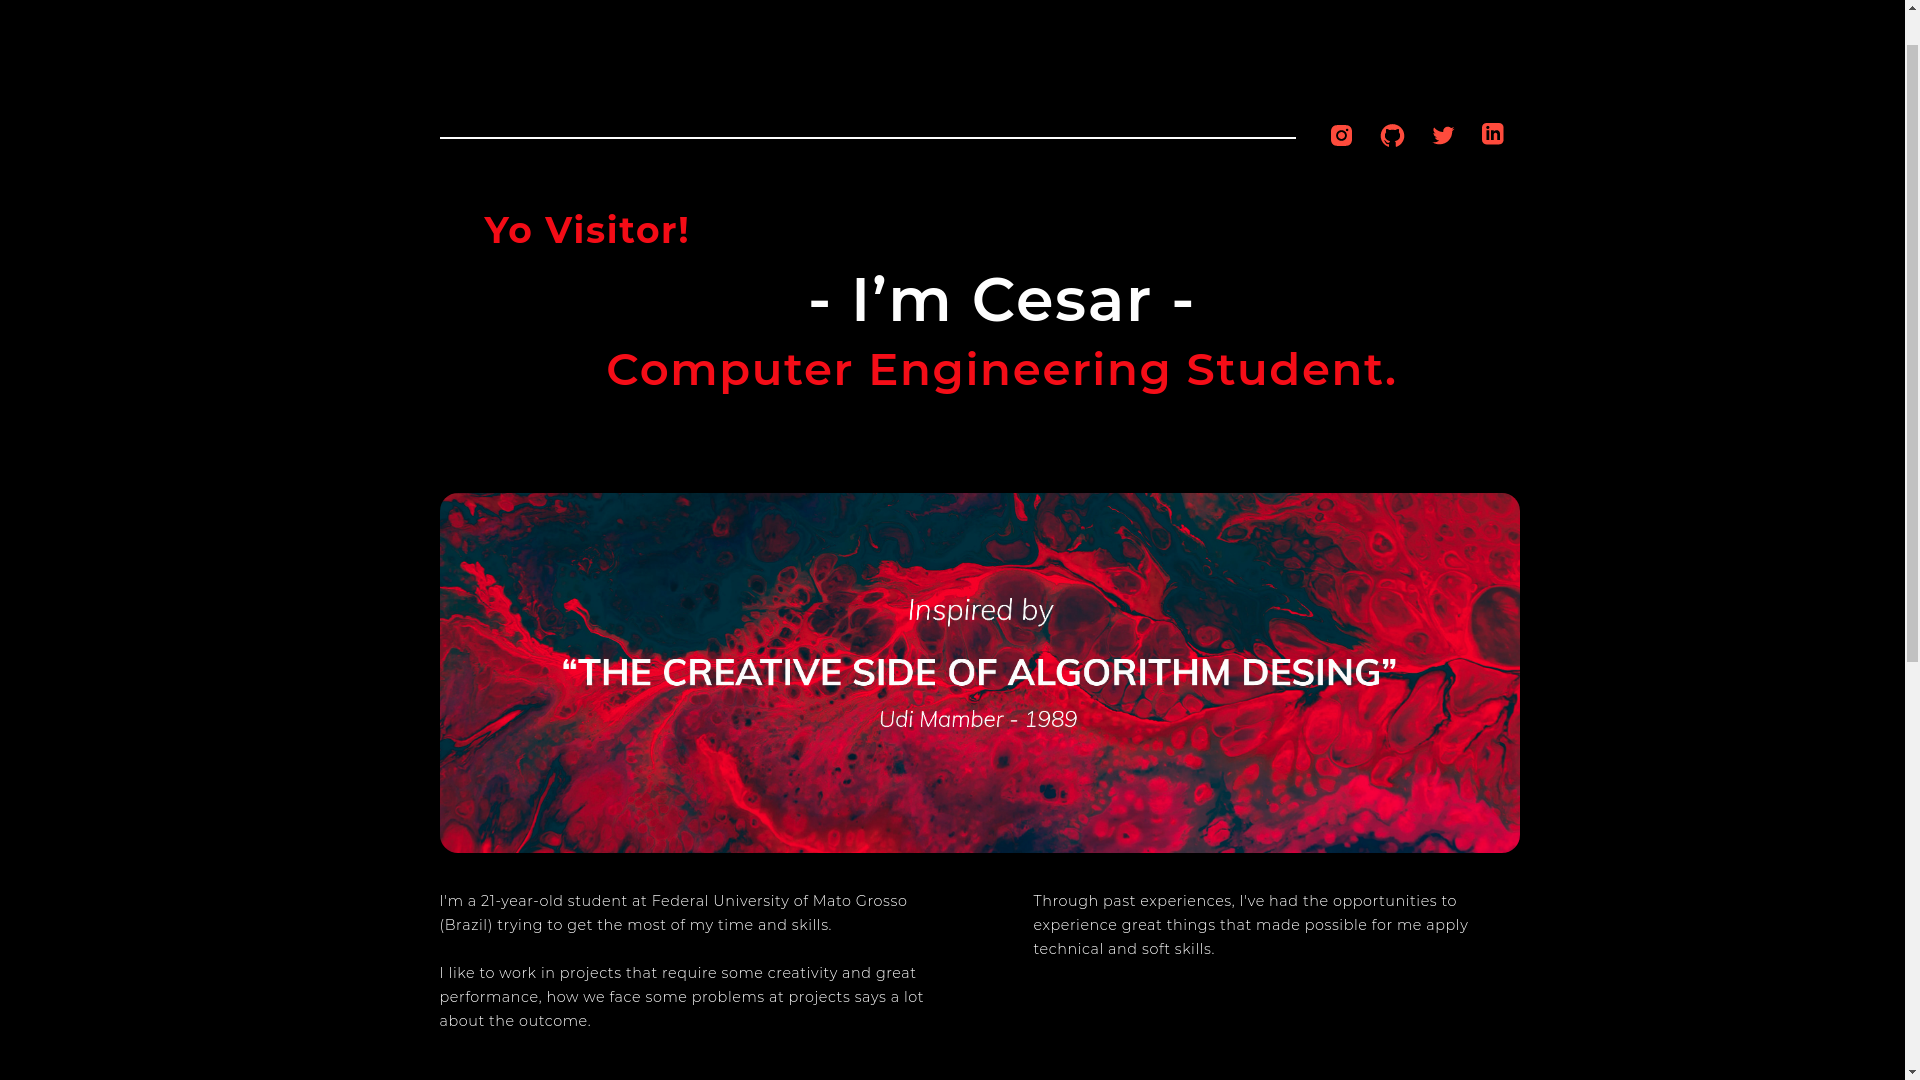 Yo Visitor!
- I’m Cesar -
Computer Engineering Student.
Inspired by
“THE CREATIVE SIDE OF ALGORITHM DESING”
Udi Mamber - 1989
I'm a 21-year-old student at Federal University of Mato Grosso
(Brazil) trying to get the most of my time and skills.
I like to work in projects that require some creativity and great
performance, how we face some problems at projects says a lot
about the outcome.
Through past experiences, I've had the opportunities to
experience great things that made possible for me apply
technical and soft skills.